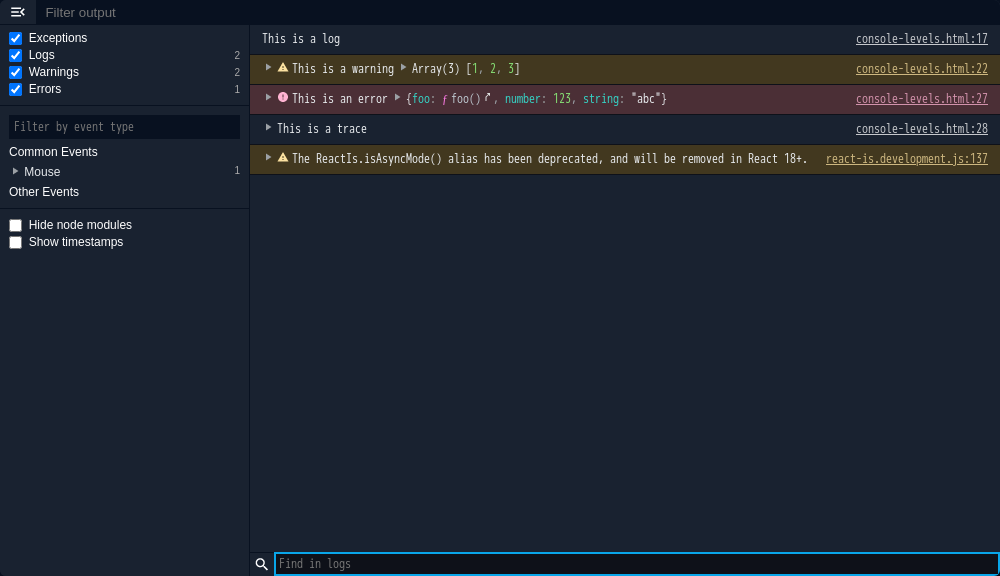 Filter output
Exceptions
Logs 2
Warnings 2
Errors 1
Filter by event type
Common Events
Mouse 1
Other Events
Hide node modules
Show timestamps
This is a log console-levels.html:17
This is a warning Array(3) [1, 2, 3] console-levels.html:22
This is an error {foo: ƒ foo(), number: 123, string: "abc"} console-levels.html:27
This is a trace console-levels.html:28
The ReactIs.isAsyncMode() alias has been deprecated, and will be removed in React 18+. react-is.development.js:137
Find in logs